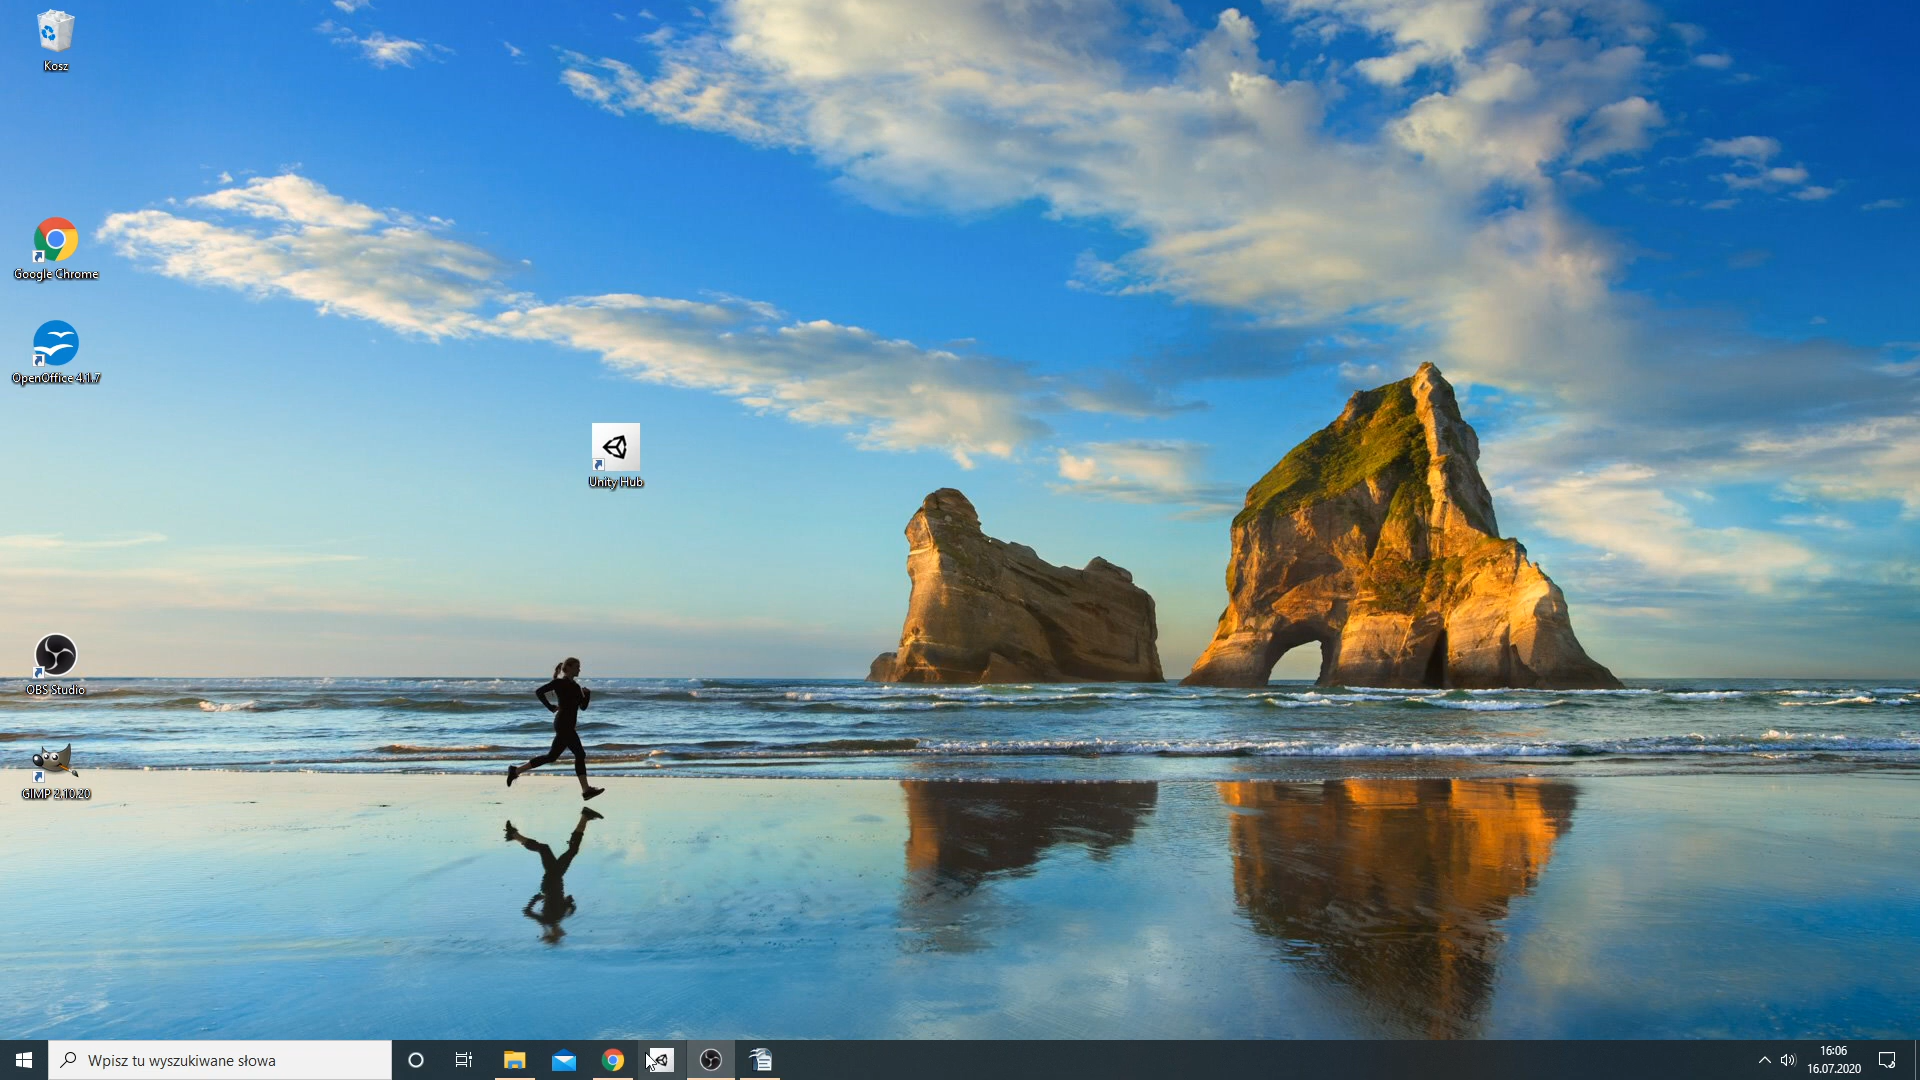 Kosz
Google Chrome
OpenOffice 4.1.7
Unity Hub
OBS Studio
GIMP 2.10.20
Wpisz tu wyszukiwane słowa
16:06
16.07.2020